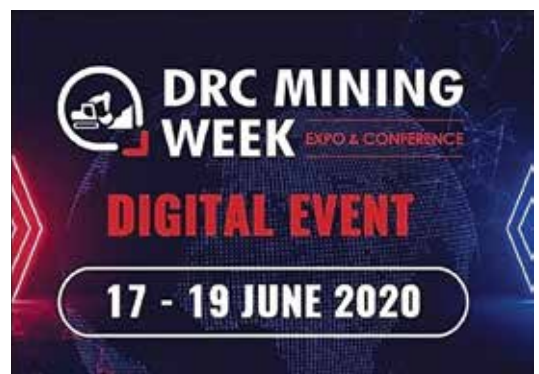 DRC MINING
WEEK EXPO & CONFERENCE
DIGITAL EVENT
17 - 19 JUNE 2020